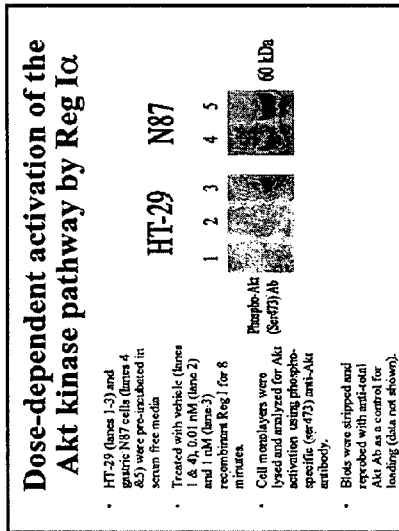 Dose-dependent activation of the
Akt kinase pathway by Reg Iα
• HT-29 (lanes 1-3) and
gastric N87 cells (lanes 4
&5) were pre-incubated in
serum free media
• Treated with vehicle (lanes
1 & 4), 0.01 nM (lane 2)
and 1 nM (lane-3)
recombinant Reg I for 8
minutes.
• Cell monolayers were
lysed and analyzed for Akt
activation using phospho-
specific (ser473) anti-Akt
antibody.
• Blots were stripped and
reprobed with anti-total
Akt Ab as a control for
loading (data not shown).
HT-29 N87
1 2 3 4 5
Phospho-Akt
(Ser473) Ab
60 kDa